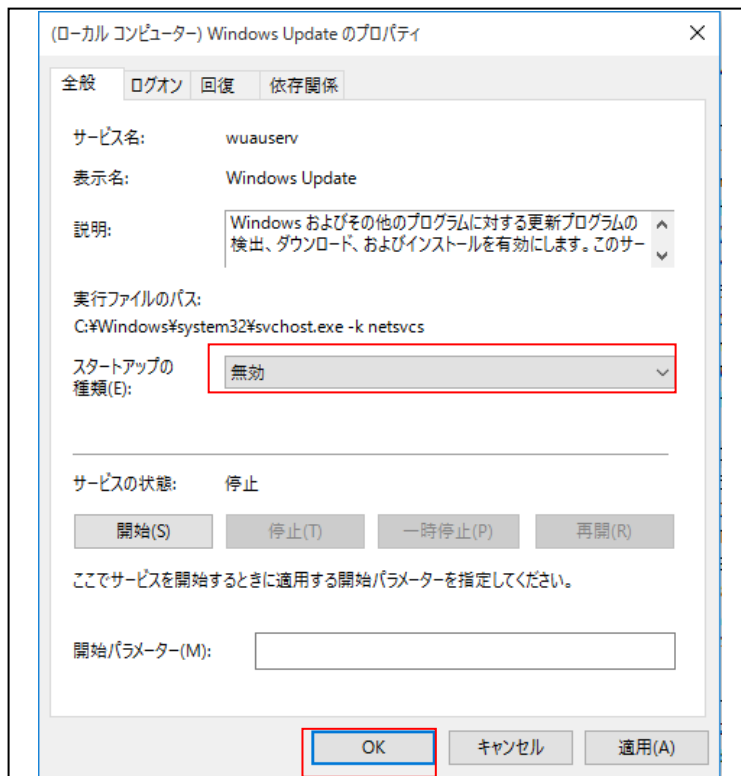 (ローカル コンピューター) Windows Update のプロパティ
全般 ログオン 回復 依存関係
サービス名: wuauserv
表示名: Windows Update
説明: Windows およびその他のプログラムに対する更新プログラムの
検出、ダウンロード、およびインストールを有効にします。このサー
実行ファイルのパス:
C:¥Windows¥system32¥svchost.exe -k netsvcs
スタートアップの
種類(E): 無効
サービスの状態: 停止
開始(S) 停止(T) 一時停止(P) 再開(R)
ここでサービスを開始するときに適用する開始パラメーターを指定してください。
開始パラメーター(M):
OK キャンセル 適用(A)